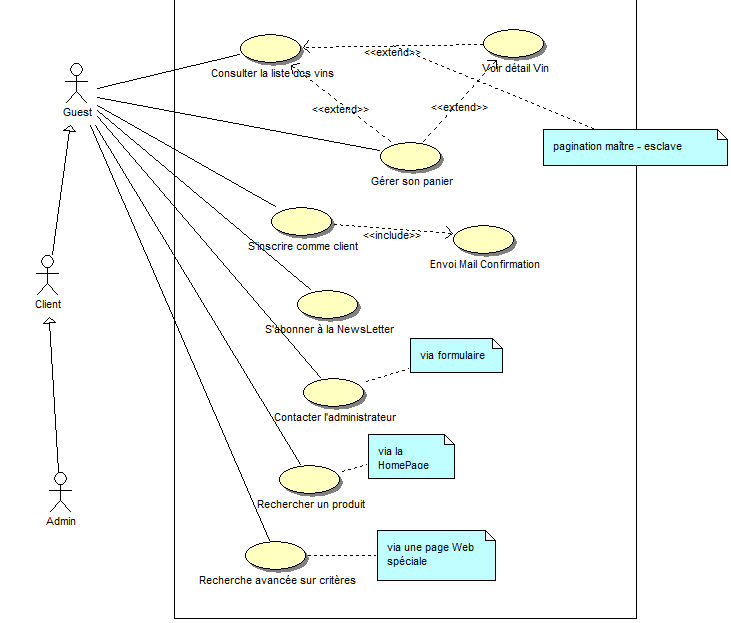 <<extend>>
Voir détail Vin
Consulter la liste des vins
Guest
<<extend>>
<<extend>>
pagination maître - esclave
Gérer son panier
<<include>>
S'inscrire comme client
Envoi Mail Confirmation
Client
S'abonner à la NewsLetter
via formulaire
Contacter l'administrateur
via la
HomePage
Rechercher un produit
Admin
via une page Web
spéciale
Recherche avancée sur critères